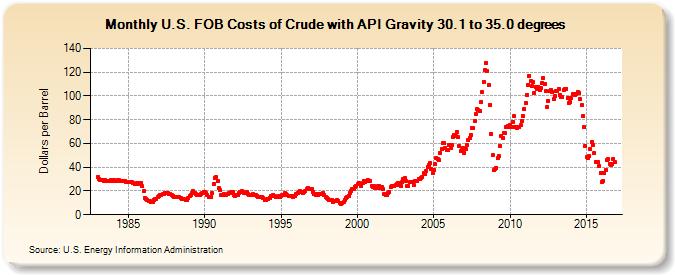 Monthly U.S. FOB Costs of Crude with API Gravity 30.1 to 35.0 degrees
Dollars per Barrel
140
120
100
80
60
40
20
0
1985 1990 1995 2000 2005 2010 2015
Source: U.S. Energy Information Administration